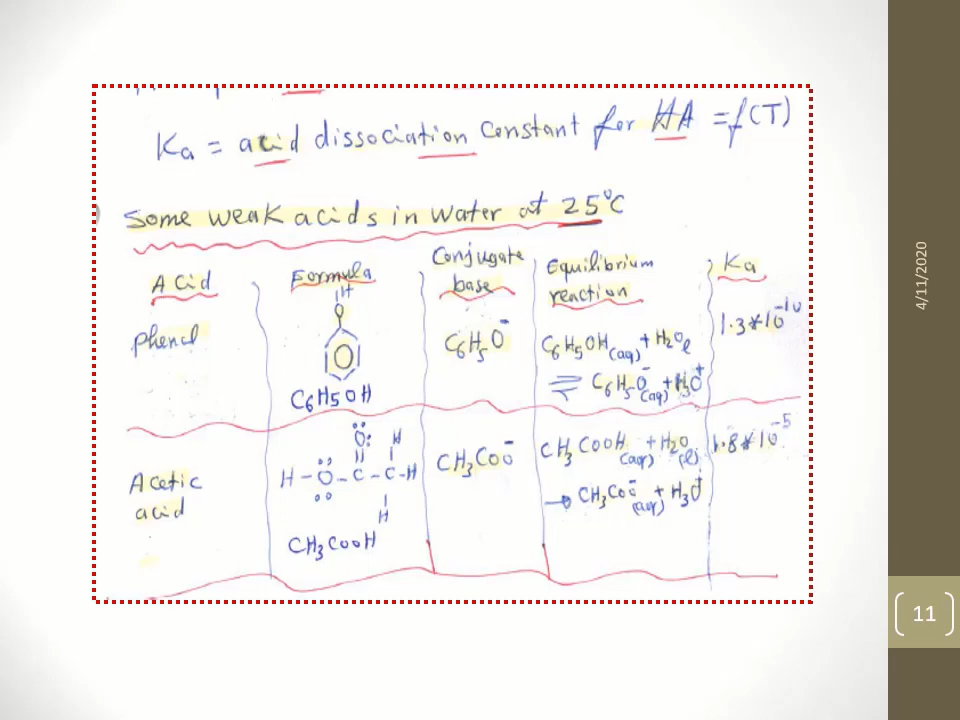 Ka = acid dissociation constant for HA = f(T)
Some weak acids in water at 25°C
Acid
Formula
Conjugate base
Equilibrium reaction
Ka
Phenol
H
O
C6H5OH
C6H5O⁻
C6H5OH(aq) + H2O l
⇌ C6H5O⁻(aq) + H3O⁺
1.3*10⁻¹⁰
Acetic
acid
O H
H - O - C - C - H
H
CH3COOH
CH3COO⁻
CH3COOH(aq) + H2O(l)
→ CH3COO⁻(aq) + H3O⁺
1.8*10⁻⁵
4/11/2020
11